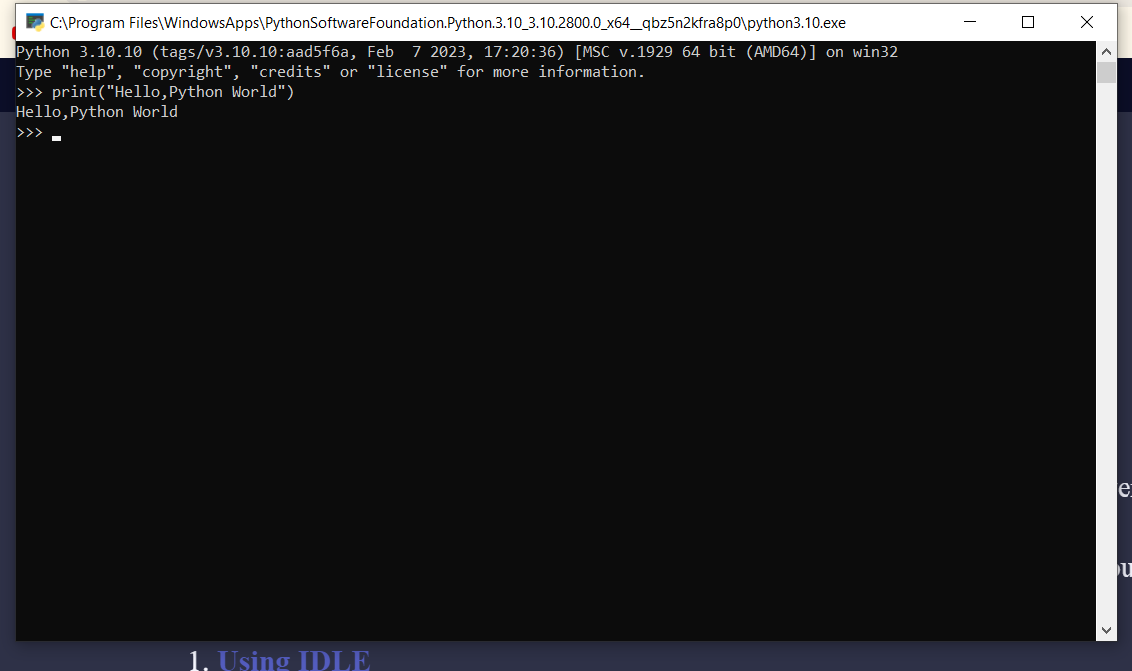 C:\Program Files\WindowsApps\PythonSoftwareFoundation.Python.3.10_3.10.2800.0_x64__qbz5n2kfra8p0\python3.10.exe
Python 3.10.10 (tags/v3.10.10:aad5f6a, Feb  7 2023, 17:20:36) [MSC v.1929 64 bit (AMD64)] on win32
Type "help", "copyright", "credits" or "license" for more information.
>>> print("Hello,Python World")
Hello,Python World
>>>
1. Using IDLE